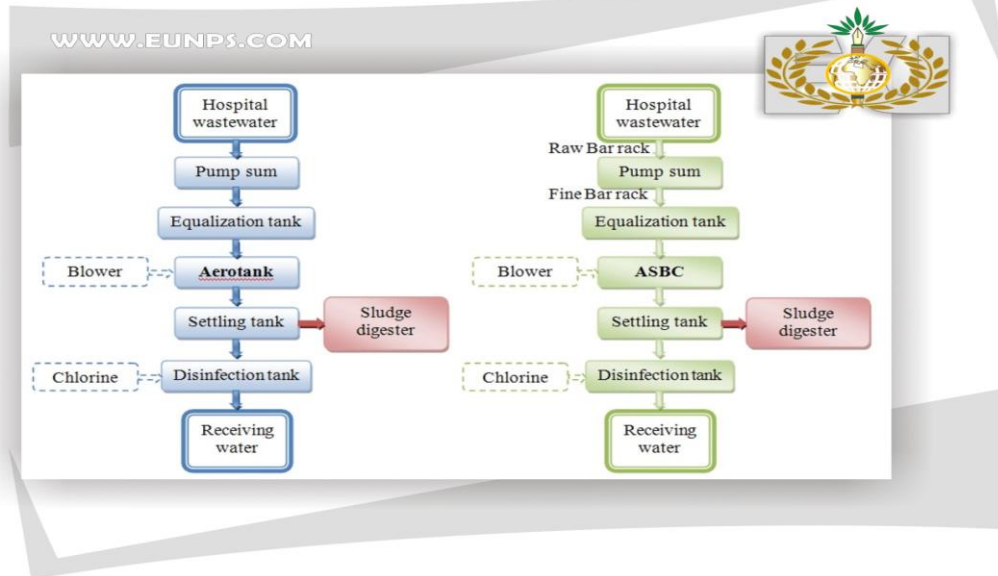 WWW.EUNPS.COM
Hospital
wastewater
Pump sum
Equalization tank
Blower
Aerotank
Settling tank
Sludge
digester
Chlorine
Disinfection tank
Receiving
water
Hospital
wastewater
Raw Bar rack
Pump sum
Fine Bar rack
Equalization tank
Blower
ASBC
Settling tank
Sludge
digester
Chlorine
Disinfection tank
Receiving
water